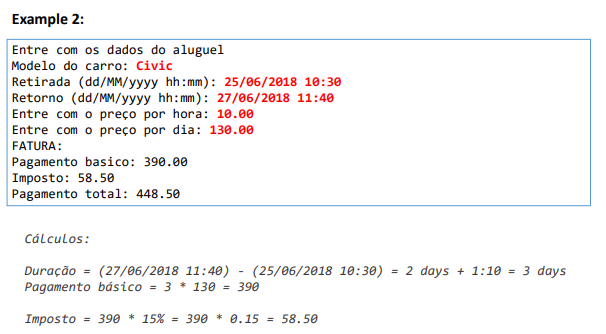 Example 2:
Entre com os dados do aluguel
Modelo do carro: Civic
Retirada (dd/MM/yyyy hh:mm): 25/06/2018 10:30
Retorno (dd/MM/yyyy hh:mm): 27/06/2018 11:40
Entre com o preço por hora: 10.00
Entre com o preço por dia: 130.00
FATURA:
Pagamento basico: 390.00
Imposto: 58.50
Pagamento total: 448.50
Cálculos:
Duração = (27/06/2018 11:40) - (25/06/2018 10:30) = 2 days + 1:10 = 3 days
Pagamento básico = 3 * 130 = 390
Imposto = 390 * 15% = 390 * 0.15 = 58.50